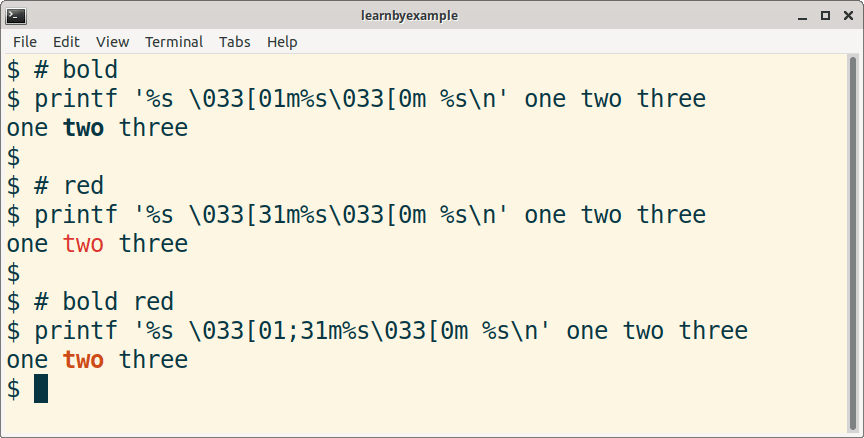 learnbyexample
File Edit View Terminal Tabs Help
$ # bold
$ printf '%s \033[01m%s\033[0m %s\n' one two three
one two three
$
$ # red
$ printf '%s \033[31m%s\033[0m %s\n' one two three
one two three
$
$ # bold red
$ printf '%s \033[01;31m%s\033[0m %s\n' one two three
one two three
$